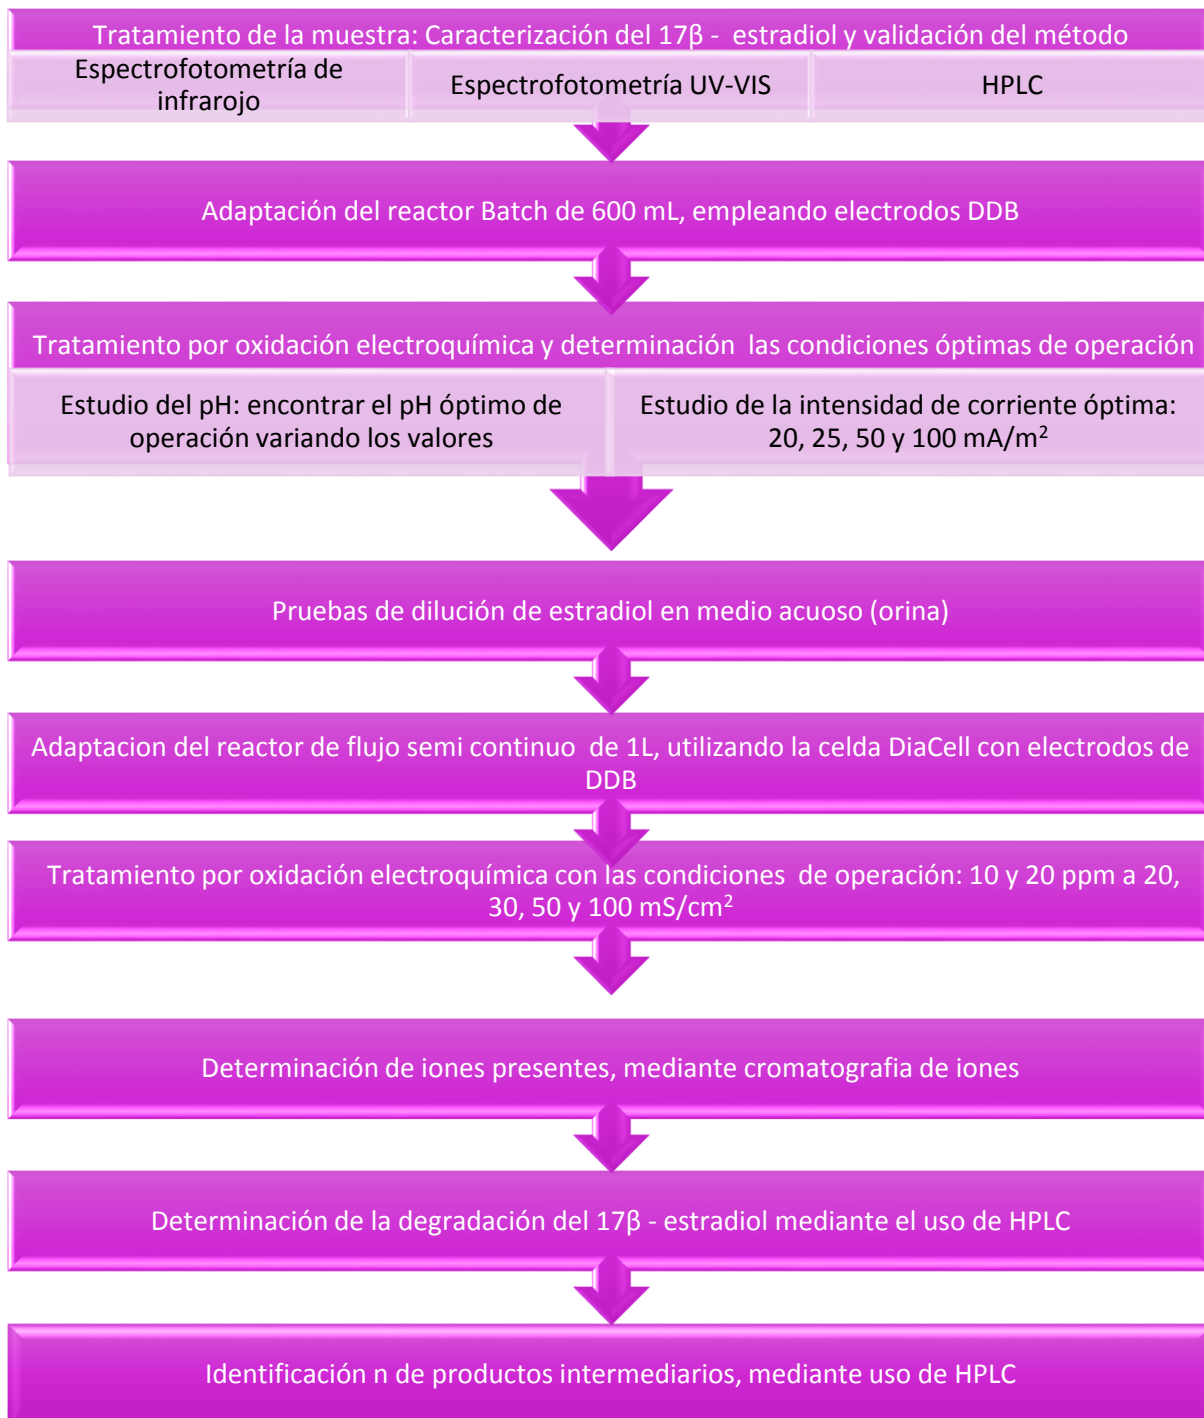 Tratamiento de la muestra: Caracterización del 17β - estradiol y validación del método
Espectrofotometría de
infrarojo
Espectrofotometría UV-VIS
HPLC
Adaptación del reactor Batch de 600 mL, empleando electrodos DDB
Tratamiento por oxidación electroquímica y determinación las condiciones óptimas de operación
Estudio del pH: encontrar el pH óptimo de
operación variando los valores
Estudio de la intensidad de corriente óptima:
20, 25, 50 y 100 mA/m²
Pruebas de dilución de estradiol en medio acuoso (orina)
Adaptacion del reactor de flujo semi continuo de 1L, utilizando la celda DiaCell con electrodos de
DDB
Tratamiento por oxidación electroquímica con las condiciones de operación: 10 y 20 ppm a 20,
30, 50 y 100 mS/cm²
Determinación de iones presentes, mediante cromatografia de iones
Determinación de la degradación del 17β - estradiol mediante el uso de HPLC
Identificación n de productos intermediarios, mediante uso de HPLC